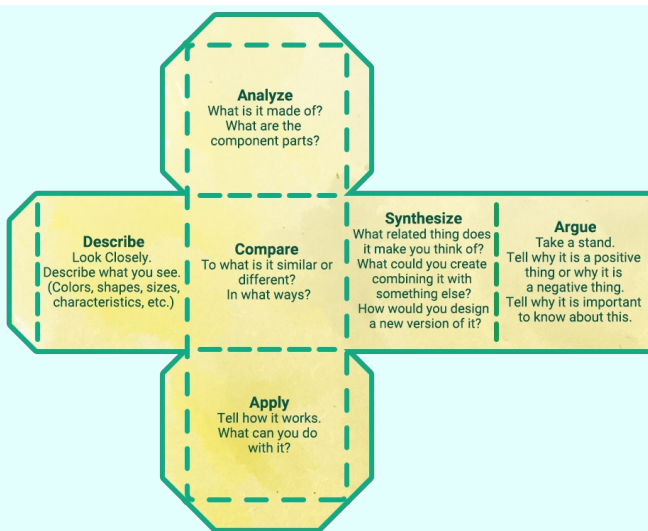 Analyze
What is it made of?
What are the
component parts?
Describe
Look Closely.
Describe what you see.
(Colors, shapes, sizes,
characteristics, etc.)
Compare
To what is it similar or
different?
In what ways?
Synthesize
What related thing does
it make you think of?
What could you create
combining it with
something else?
How would you design
a new version of it?
Argue
Take a stand.
Tell why it is a positive
thing or why it is
a negative thing.
Tell why it is important
to know about this.
Apply
Tell how it works.
What can you do
with it?